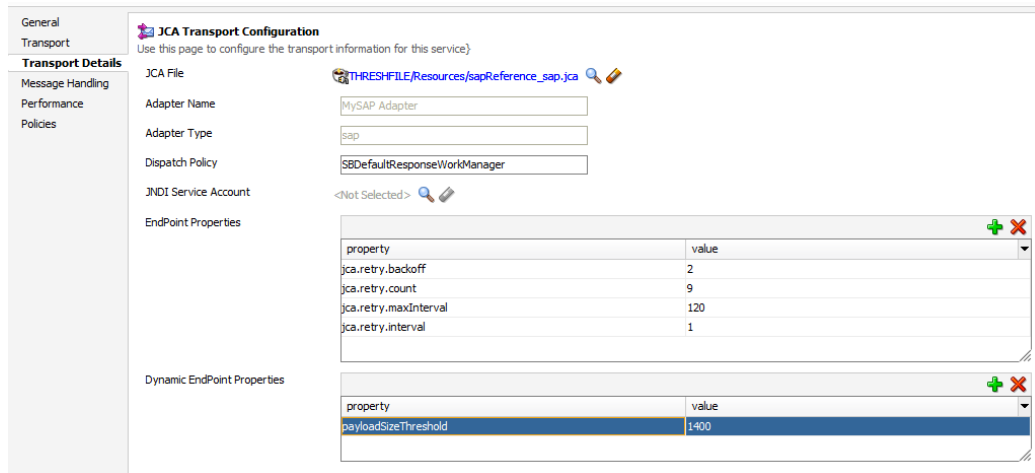 General
Transport
Transport Details
Message Handling
Performance
Policies
JCA Transport Configuration
Use this page to configure the transport information for this service}
JCA File THRESHFILE/Resources/sapReference_sap.jca
Adapter Name MySAP Adapter
Adapter Type sap
Dispatch Policy SBDefaultResponseWorkManager
JNDI Service Account <Not Selected>
EndPoint Properties
property value
jca.retry.backoff 2
jca.retry.count 9
jca.retry.maxInterval 120
jca.retry.interval 1
Dynamic EndPoint Properties
property value
payloadSizeThreshold 1400